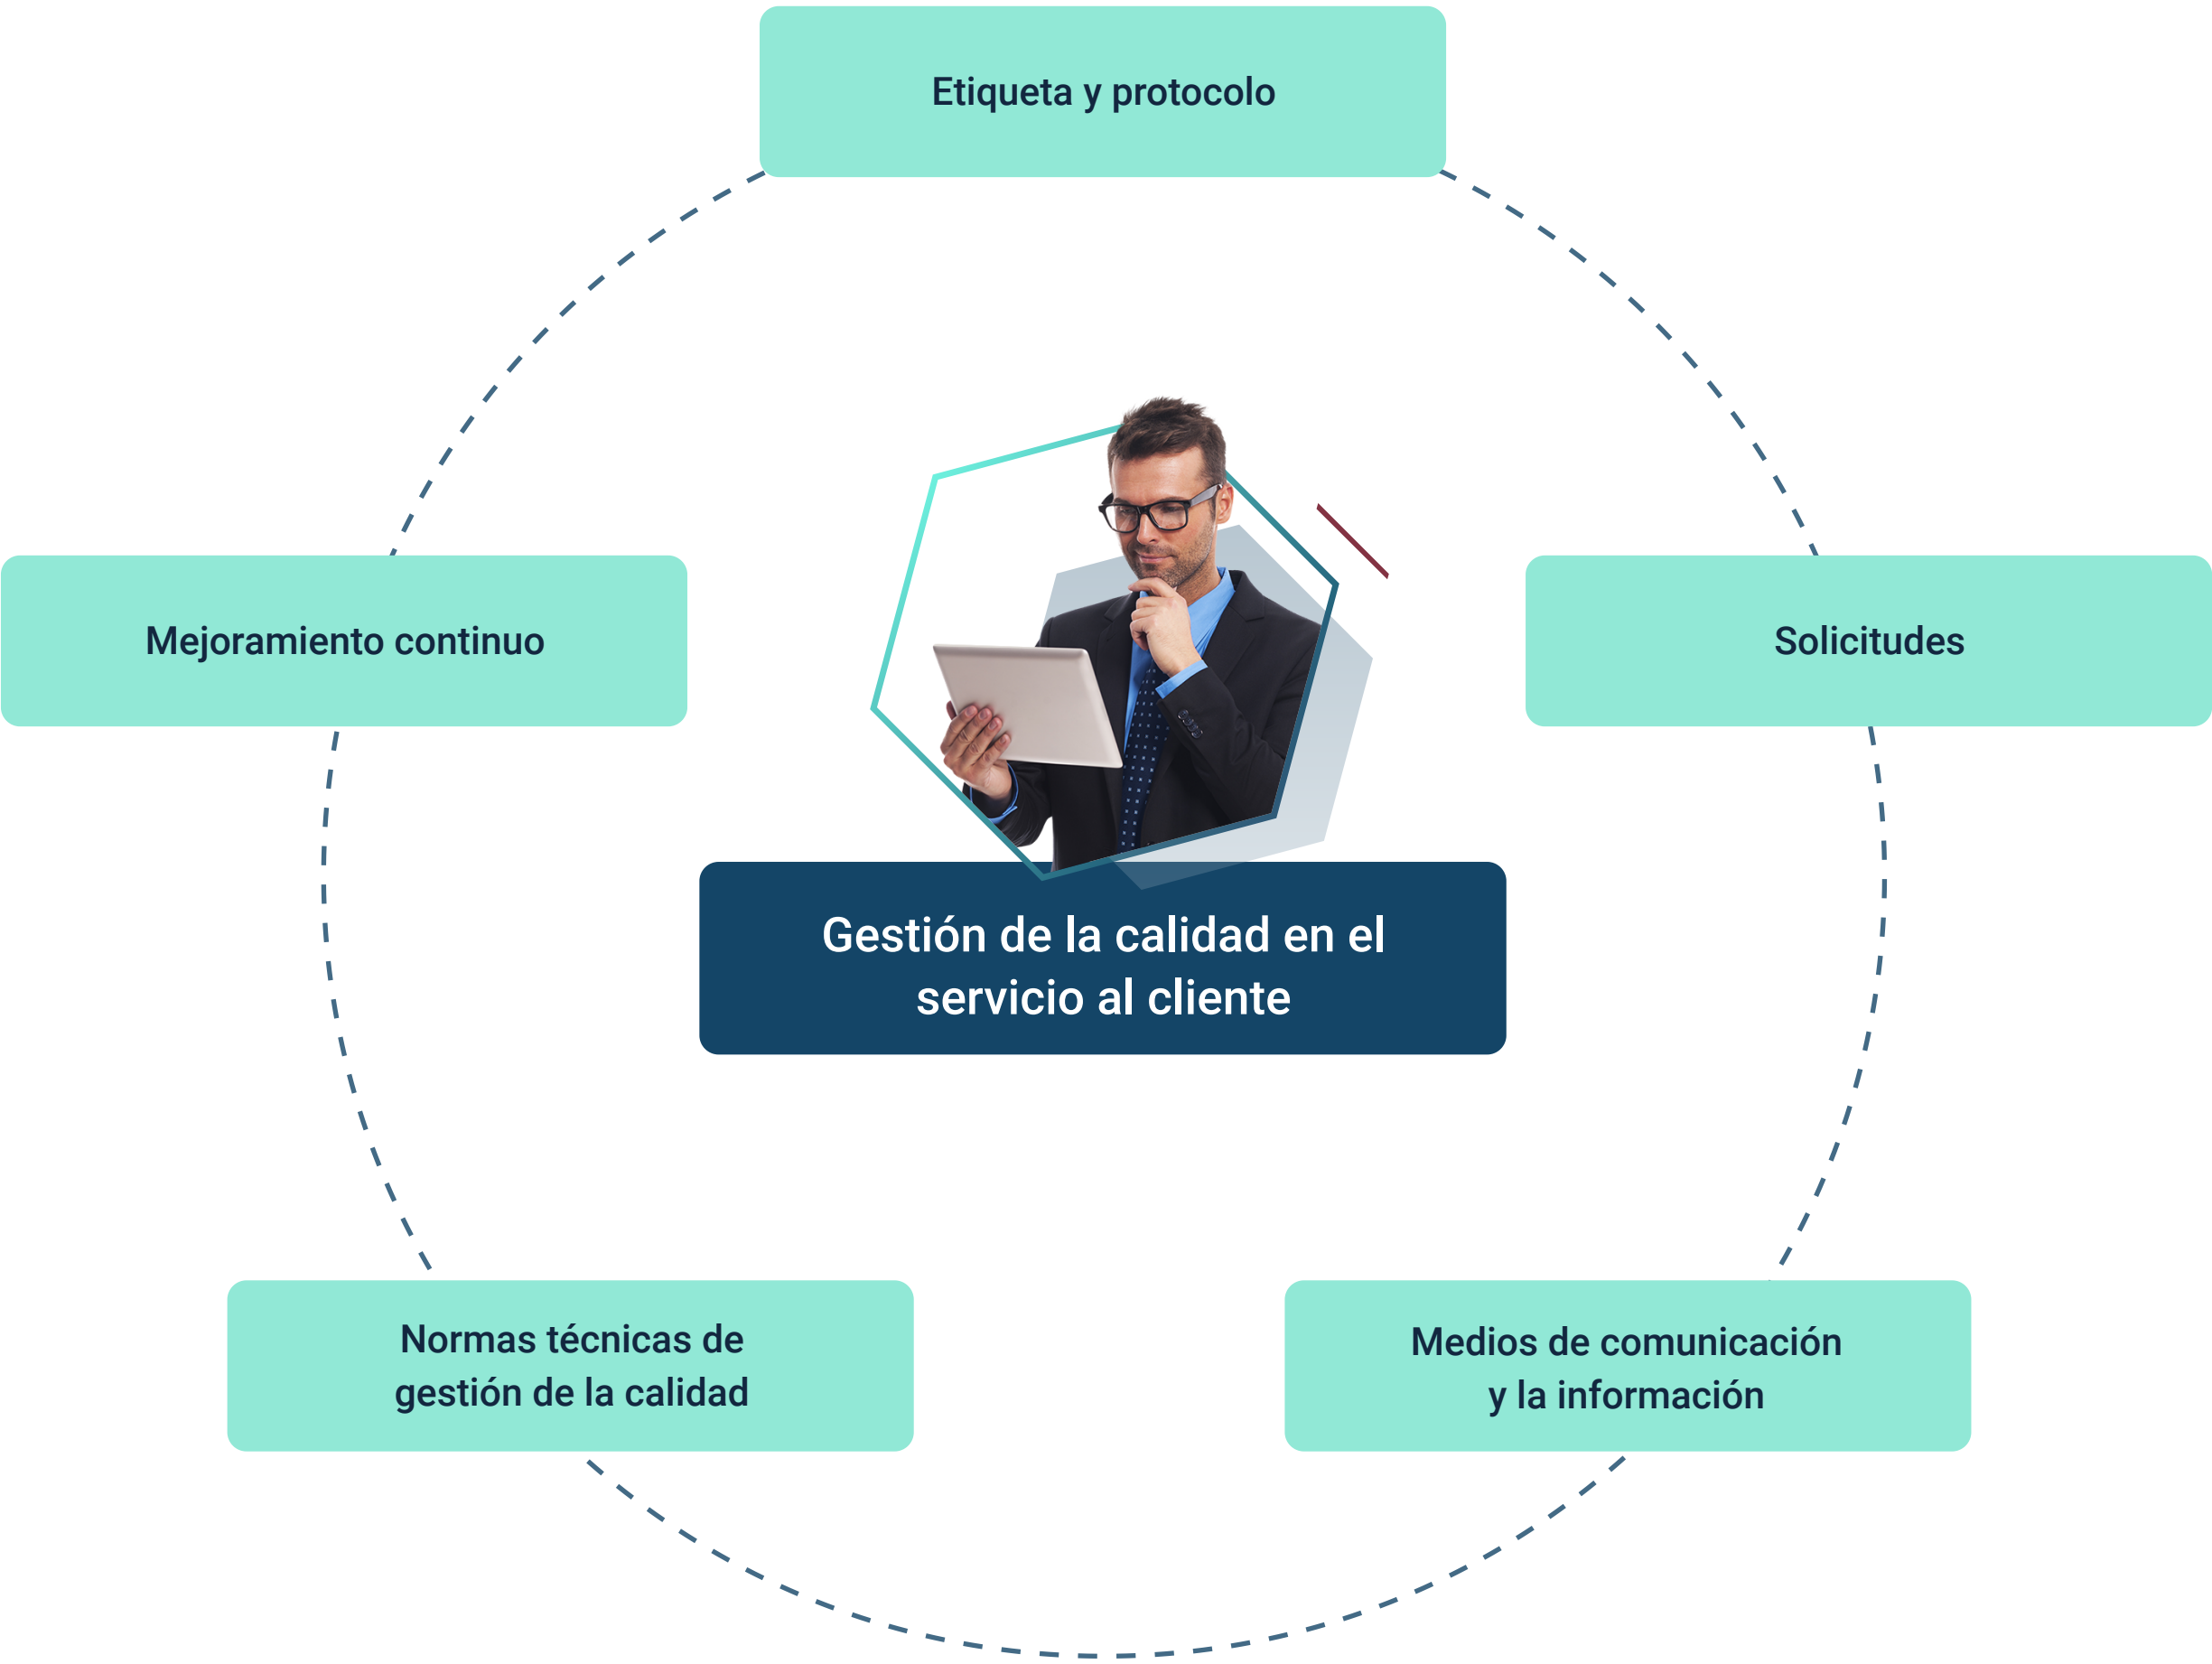 Etiqueta y protocolo
Mejoramiento continuo
Solicitudes
Gestión de la calidad en el
servicio al cliente
Normas técnicas de
gestión de la calidad
Medios de comunicación
y la información